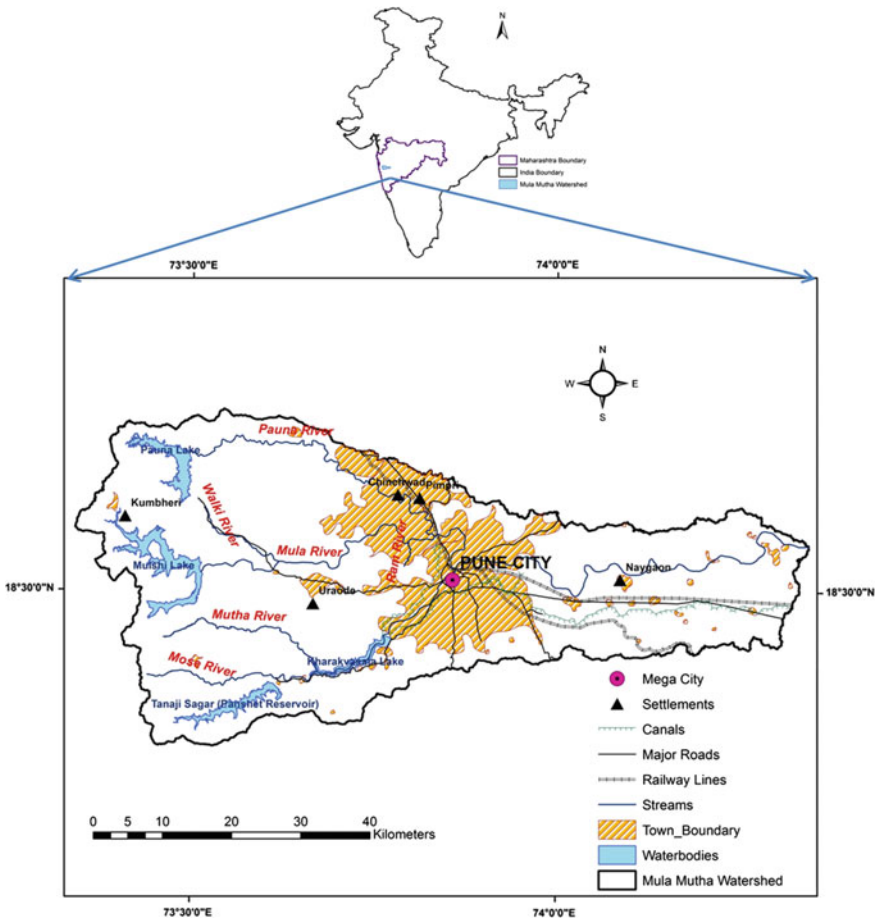 N
Maharashtra Boundary
India Boundary
Mula Mutha Watershed
73°30'0"E
74°0'0"E
N
W E
S
Pauna River
Pauna Lake
Chinchwad
Kumbheri
Walki River
Ram River
Mula River
Mulshi Lake
PUNE CITY
Naygaon
18°30'0"N
18°30'0"N
Uraode
Mutha River
Mose River
Kharakvasala Lake
Tanaji Sagar (Panshet Reservoir)
Mega City
Settlements
Canals
Major Roads
Railway Lines
Streams
Town_Boundary
Waterbodies
Mula Mutha Watershed
0 5 10 20 30 40
Kilometers
73°30'0"E
74°0'0"E